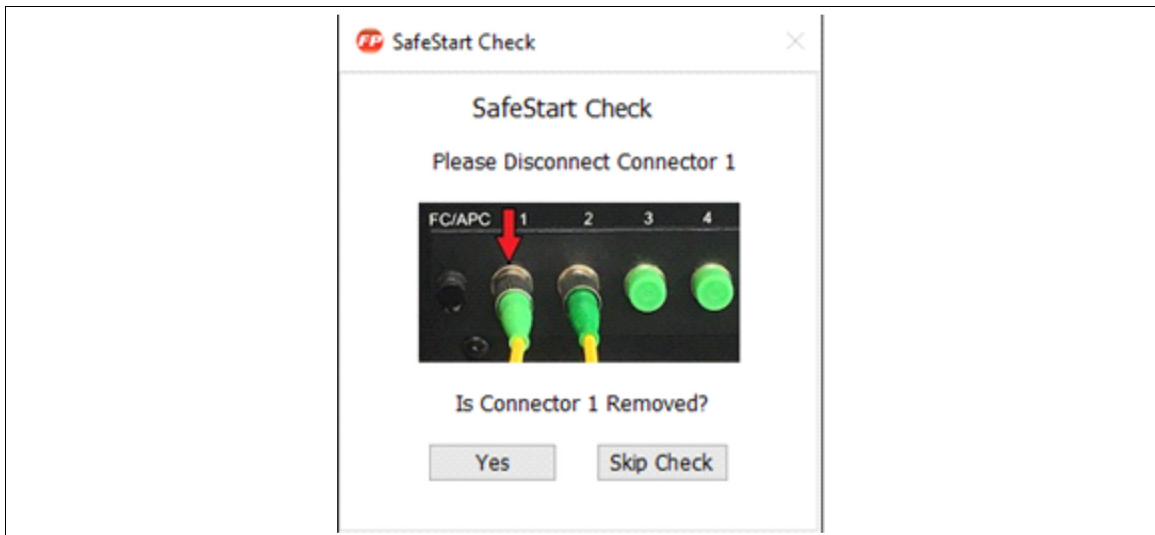 FP SafeStart Check
SafeStart Check
Please Disconnect Connector 1
FC/APC 1 2 3 4
Is Connector 1 Removed?
Yes Skip Check